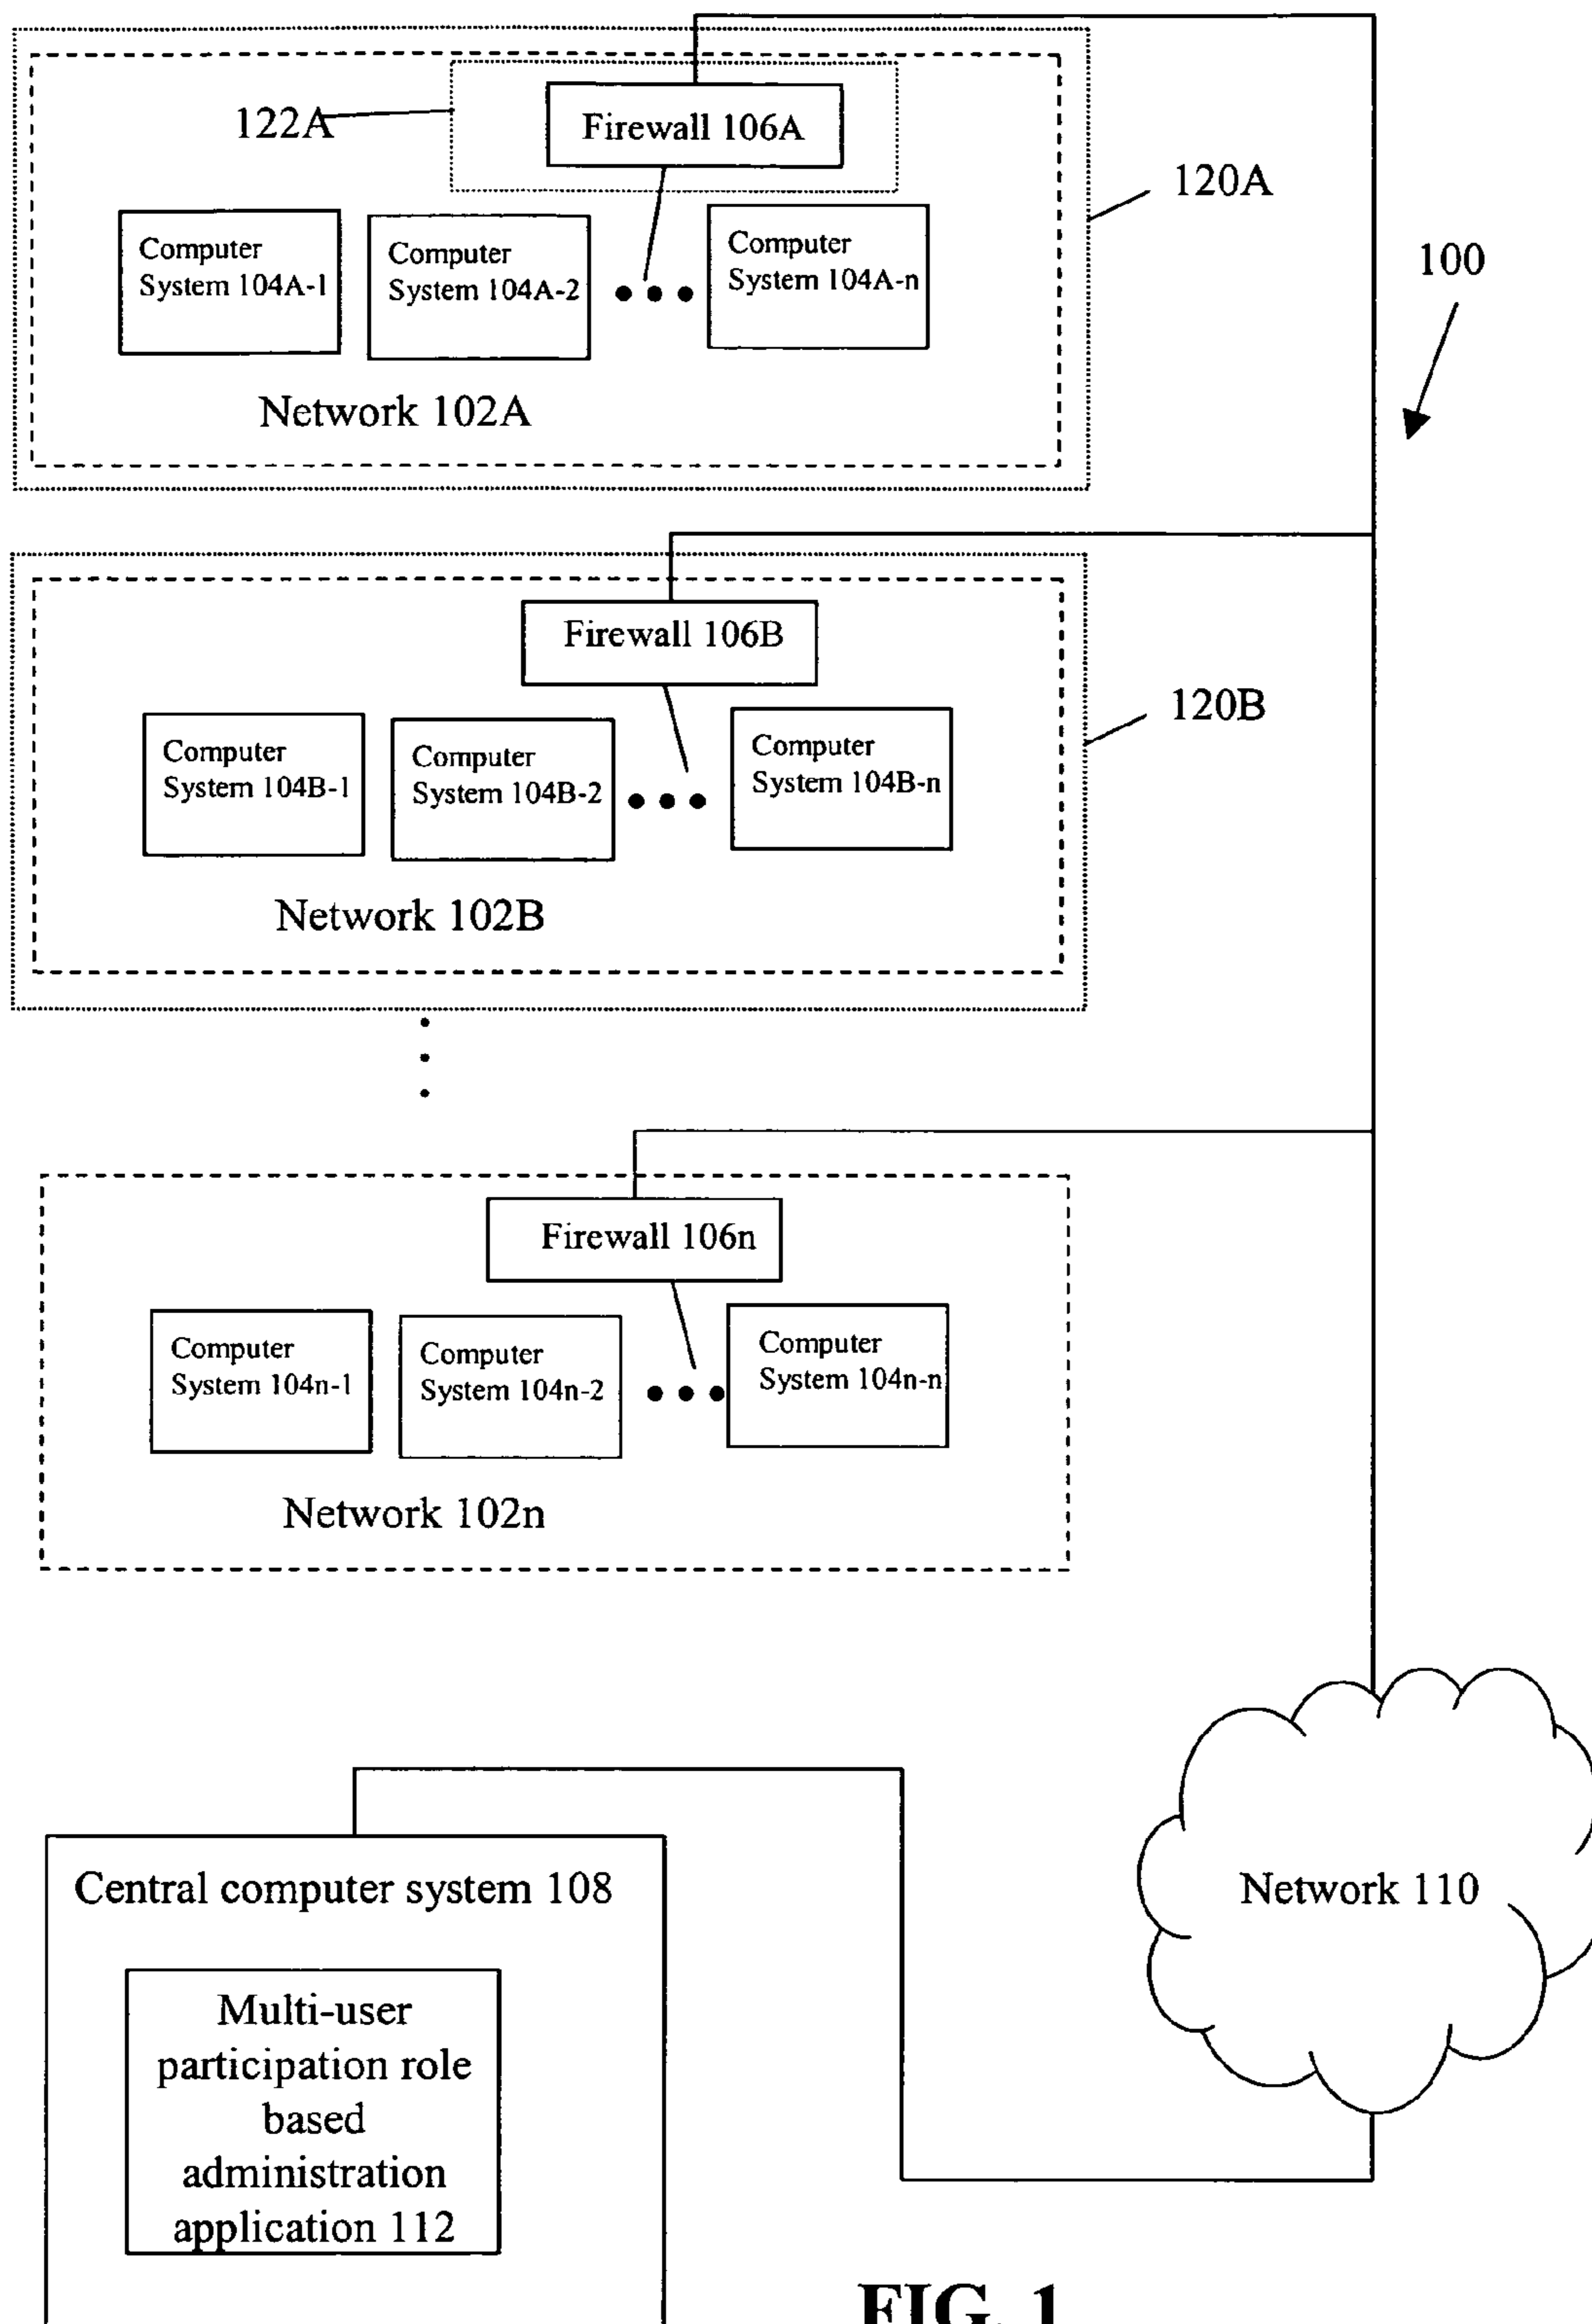 122A
Firewall 106A
120A
Computer
System 104A-1
Computer
System 104A-2
Computer
System 104A-n
100
Network 102A
Firewall 106B
120B
Computer
System 104B-1
Computer
System 104B-2
Computer
System 104B-n
Network 102B
Firewall 106n
Computer
System 104n-1
Computer
System 104n-2
Computer
System 104n-n
Network 102n
Network 110
Central computer system 108
Multi-user
participation role
based
administration
application 112
FIG. 1